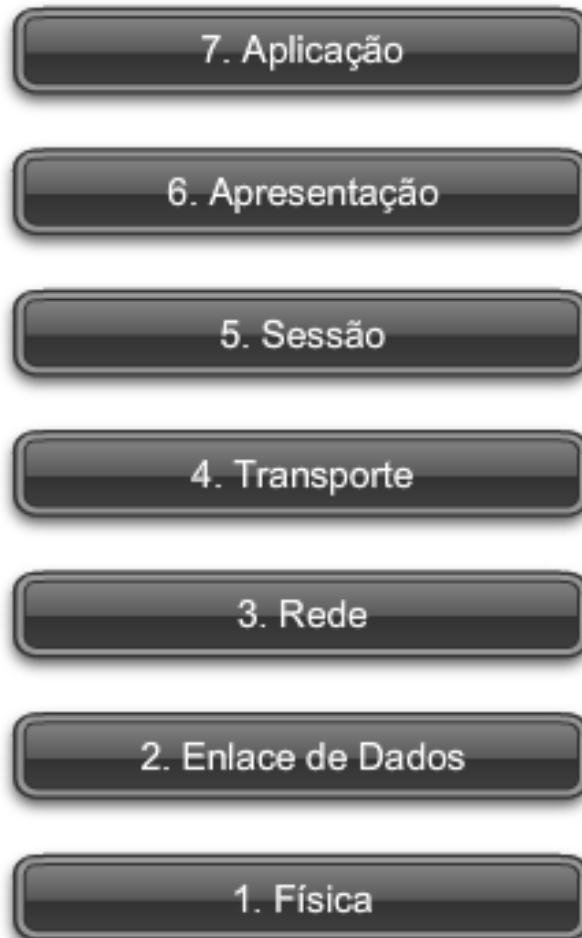 7. Aplicação
6. Apresentação
5. Sessão
4. Transporte
3. Rede
2. Enlace de Dados
1. Física